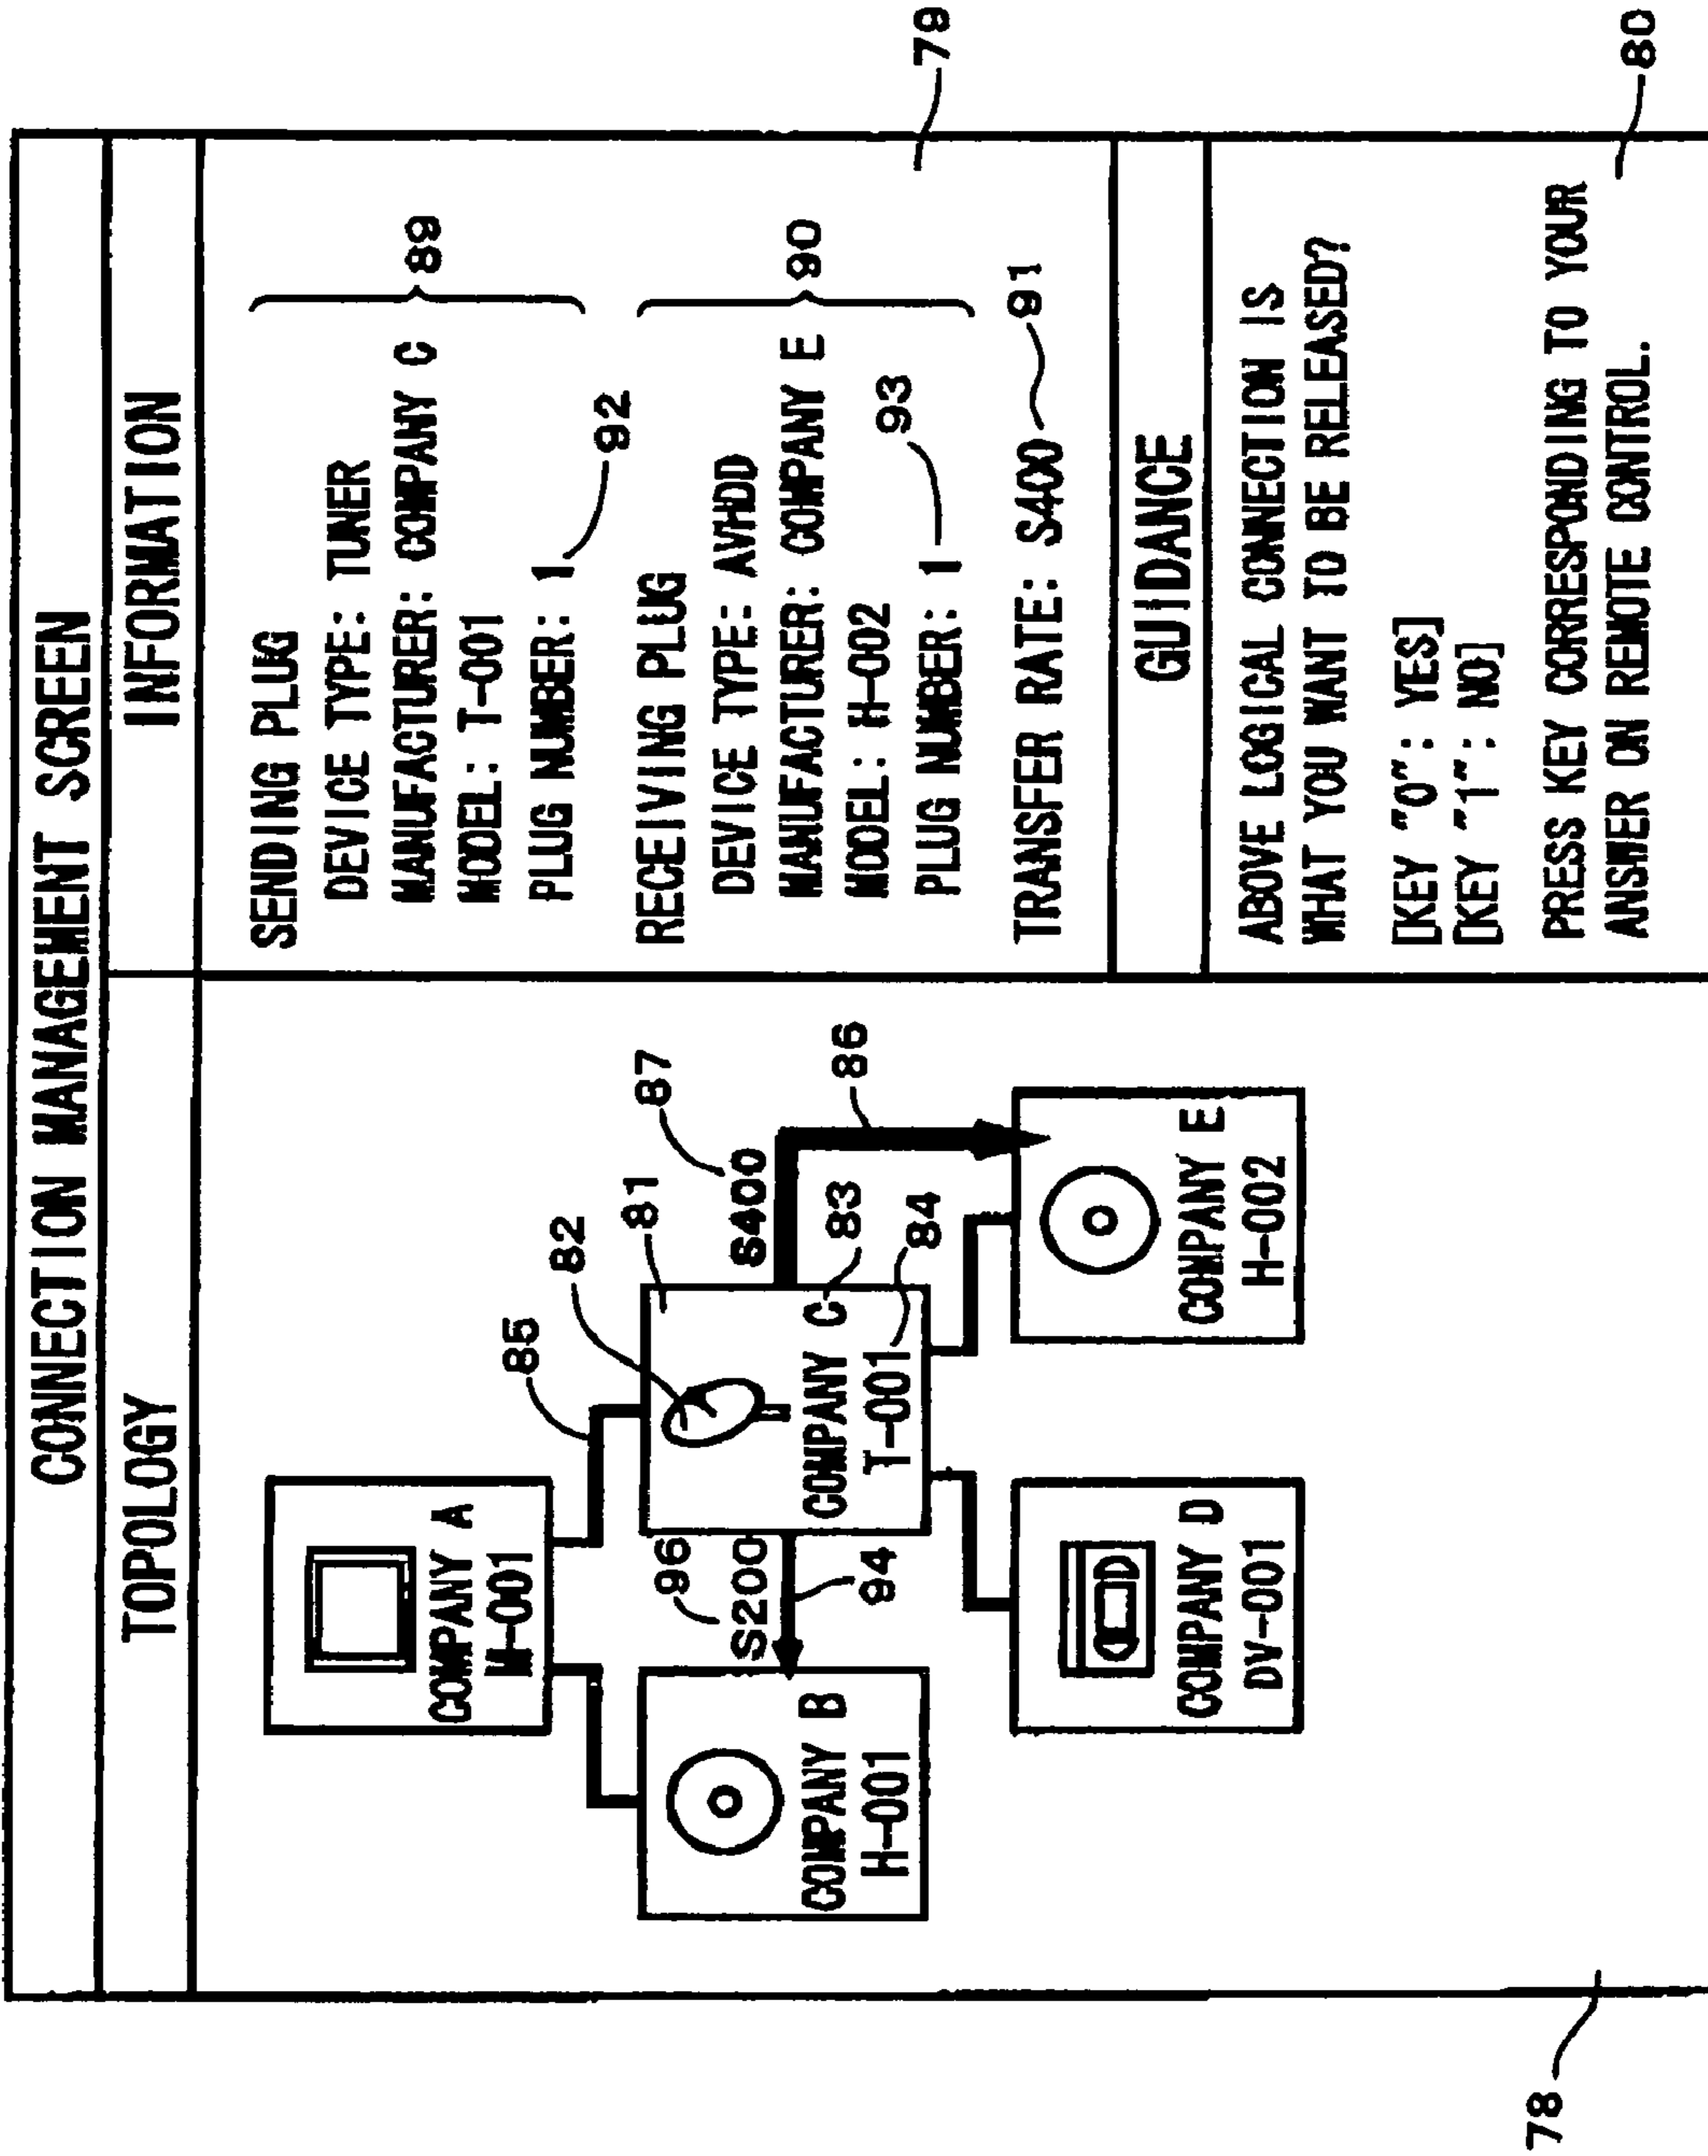 CONNECTION MANAGEMENT SCREEN
TOPOLOGY
INFORMATION
COMPANY A
M-001
85
82
81
87
COMPANY B
H-001
96
S200
94
COMPANY C
T-001
S400
83
84
86
COMPANY D
DV-001
COMPANY E
H-002
78
SENDING PLUG
DEVICE TYPE: TUNER
MANUFACTURER: COMPANY C
MODEL: T-001
PLUG NUMBER: 1
89
92
RECEIVING PLUG
DEVICE TYPE: AVHDD
MANUFACTURER: COMPANY E
MODEL: H-002
PLUG NUMBER: 1
90
93
TRANSFER RATE: S400
91
79
GUIDANCE
ABOVE LOGICAL CONNECTION IS
WHAT YOU WANT TO BE RELEASED?
[KEY "0": YES]
[KEY "1": NO]
PRESS KEY CORRESPONDING TO YOUR
ANSWER ON REMOTE CONTROL.
80